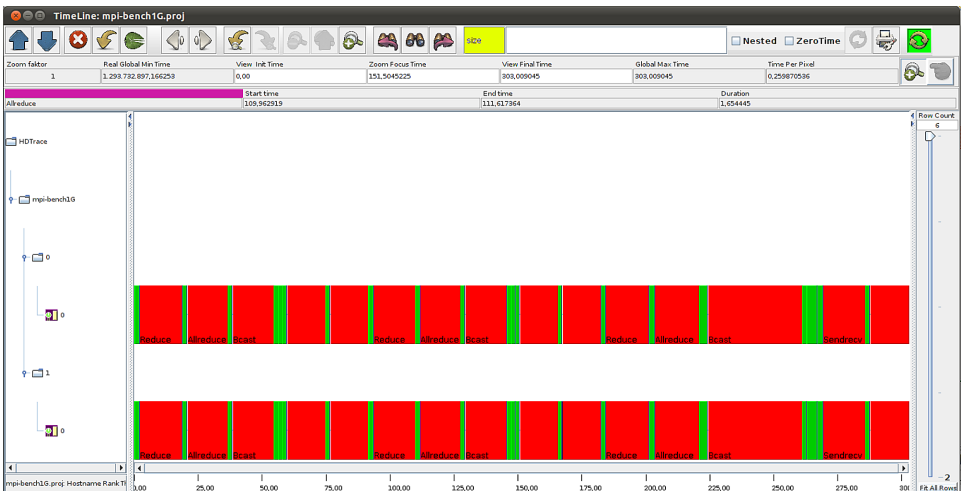 TimeLine: mpi-bench1G.proj
size
Nested
ZeroTime
Zoom faktor
Real Global Min Time
View Init Time
Zoom Focus Time
View Final Time
Global Max Time
Time Per Pixel
1
1.293.732.897,166253
0,00
151,5045225
303,009045
303,009045
0,259870536
Start time
End time
Duration
Allreduce
109,962919
111,617364
1,654445
Row Count
6
HDTrace
mpi-bench1G
0
0
Reduce Allreduce Bcast Reduce Allreduce Bcast Reduce Allreduce Bcast Sendrecv
1
0
Reduce Allreduce Bcast Reduce Allreduce Bcast Reduce Allreduce Bcast Sendrecv
2
mpi-bench1G.proj: Hostname Rank
25,00 50,00 75,00 100,00 125,00 150,00 175,00 200,00 225,00 250,00 275,00
Fit All Rows